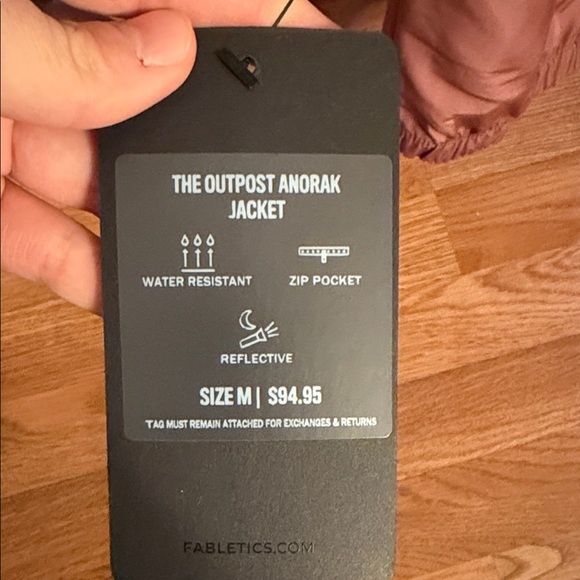 THE OUTPOST ANORAK
JACKET
WATER RESISTANT
ZIP POCKET
REFLECTIVE
SIZE M | $94.95
TAG MUST REMAIN ATTACHED FOR EXCHANGES & RETURNS
FABLETICS.COM